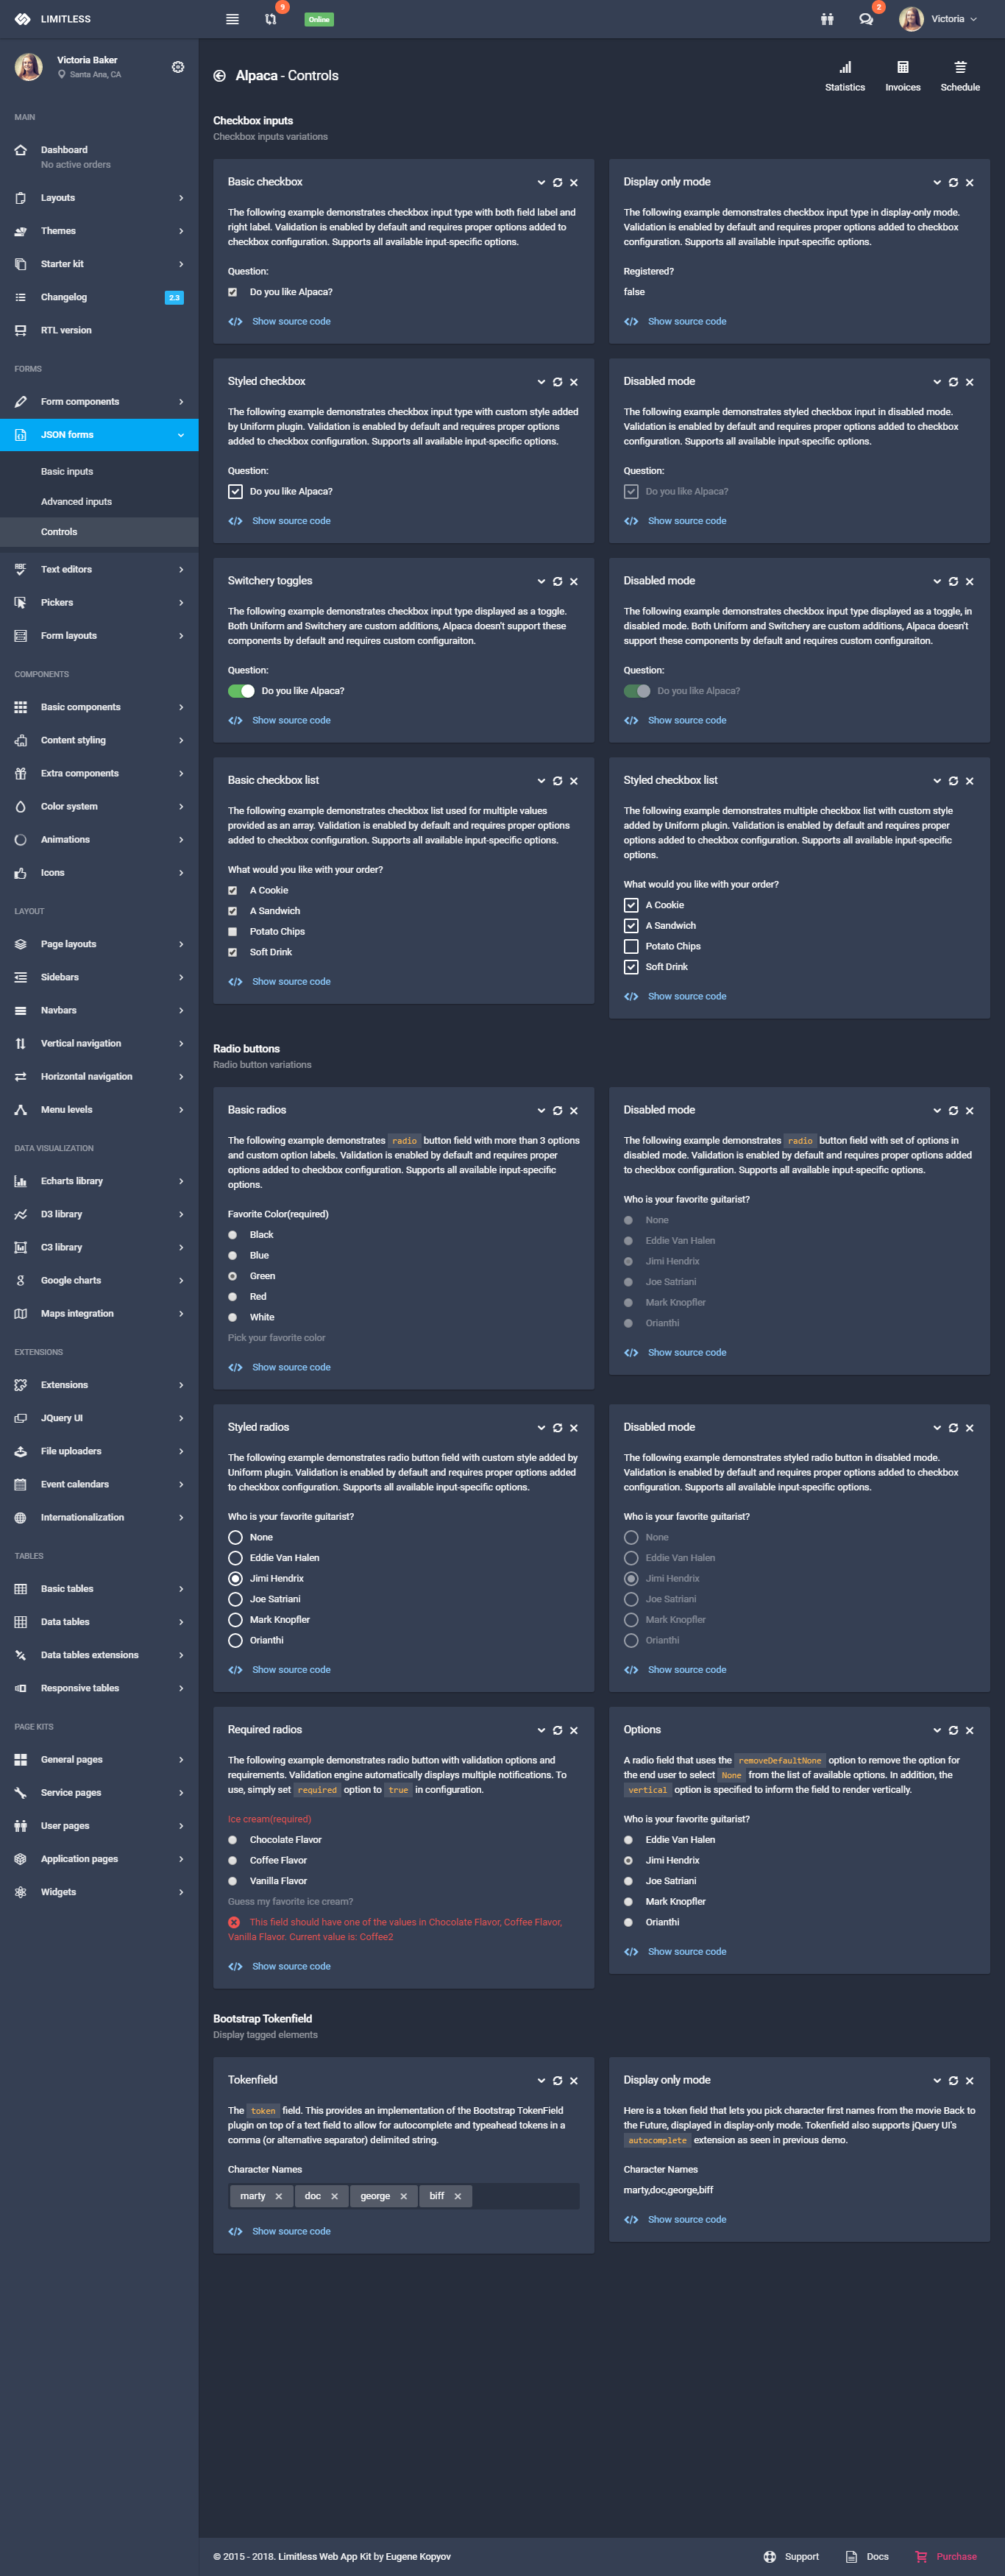 LIMITLESS
9
Online
2
Victoria
Victoria Baker
Santa Ana, CA
MAIN
Dashboard
No active orders
Layouts
Themes
Starter kit
Changelog
2.3
RTL version
FORMS
Form components
JSON forms
Basic inputs
Advanced inputs
Controls
Text editors
Pickers
Form layouts
COMPONENTS
Basic components
Content styling
Extra components
Color system
Animations
Icons
LAYOUT
Page layouts
Sidebars
Navbars
Vertical navigation
Horizontal navigation
Menu levels
DATA VISUALIZATION
Echarts library
D3 library
C3 library
Google charts
Maps integration
EXTENSIONS
Extensions
JQuery UI
File uploaders
Event calendars
Internationalization
TABLES
Basic tables
Data tables
Data tables extensions
Responsive tables
PAGE KITS
General pages
Service pages
User pages
Application pages
Widgets
Alpaca - Controls
Statistics
Invoices
Schedule
Checkbox inputs
Checkbox inputs variations
Basic checkbox
The following example demonstrates checkbox input type with both field label and
right label. Validation is enabled by default and requires proper options added to
checkbox configuration. Supports all available input-specific options.
Question:
Do you like Alpaca?
Show source code
Display only mode
The following example demonstrates checkbox input type in display-only mode.
Validation is enabled by default and requires proper options added to checkbox
configuration. Supports all available input-specific options.
Registered?
false
Show source code
Styled checkbox
The following example demonstrates checkbox input type with custom style added
by Uniform plugin. Validation is enabled by default and requires proper options
added to checkbox configuration. Supports all available input-specific options.
Question:
Do you like Alpaca?
Show source code
Disabled mode
The following example demonstrates styled checkbox input in disabled mode.
Validation is enabled by default and requires proper options added to checkbox
configuration. Supports all available input-specific options.
Question:
Do you like Alpaca?
Show source code
Switchery toggles
The following example demonstrates checkbox input type displayed as a toggle.
Both Uniform and Switchery are custom additions, Alpaca doesn't support these
components by default and requires custom configuraiton.
Question:
Do you like Alpaca?
Show source code
Disabled mode
The following example demonstrates checkbox input type displayed as a toggle, in
disabled mode. Both Uniform and Switchery are custom additions, Alpaca doesn't
support these components by default and requires custom configuraiton.
Question:
Do you like Alpaca?
Show source code
Basic checkbox list
The following example demonstrates checkbox list used for multiple values
provided as an array. Validation is enabled by default and requires proper options
added to checkbox configuration. Supports all available input-specific options.
What would you like with your order?
A Cookie
A Sandwich
Potato Chips
Soft Drink
Show source code
Styled checkbox list
The following example demonstrates multiple checkbox list with custom style
added by Uniform plugin. Validation is enabled by default and requires proper
options added to checkbox configuration. Supports all available input-specific
options.
What would you like with your order?
A Cookie
A Sandwich
Potato Chips
Soft Drink
Show source code
Radio buttons
Radio button variations
Basic radios
The following example demonstrates radio button field with more than 3 options
and custom option labels. Validation is enabled by default and requires proper
options added to checkbox configuration. Supports all available input-specific
options.
Favorite Color(required)
Black
Blue
Green
Red
White
Pick your favorite color
Show source code
Disabled mode
The following example demonstrates radio button field with set of options in
disabled mode. Validation is enabled by default and requires proper options added
to checkbox configuration. Supports all available input-specific options.
Who is your favorite guitarist?
None
Eddie Van Halen
Jimi Hendrix
Joe Satriani
Mark Knopfler
Orianthi
Show source code
Styled radios
The following example demonstrates radio button field with custom style added by
Uniform plugin. Validation is enabled by default and requires proper options added
to checkbox configuration. Supports all available input-specific options.
Who is your favorite guitarist?
None
Eddie Van Halen
Jimi Hendrix
Joe Satriani
Mark Knopfler
Orianthi
Show source code
Disabled mode
The following example demonstrates styled radio button in disabled mode.
Validation is enabled by default and requires proper options added to checkbox
configuration. Supports all available input-specific options.
Who is your favorite guitarist?
None
Eddie Van Halen
Jimi Hendrix
Joe Satriani
Mark Knopfler
Orianthi
Show source code
Required radios
The following example demonstrates radio button with validation options and
requirements. Validation engine automatically displays multiple notifications. To
use, simply set required option to true in configuration.
Ice cream(required)
Chocolate Flavor
Coffee Flavor
Vanilla Flavor
Guess my favorite ice cream?
This field should have one of the values in Chocolate Flavor, Coffee Flavor,
Vanilla Flavor. Current value is: Coffee2
Show source code
Options
A radio field that uses the removeDefaultNone option to remove the option for
the end user to select None from the list of available options. In addition, the
vertical option is specified to inform the field to render vertically.
Who is your favorite guitarist?
Eddie Van Halen
Jimi Hendrix
Joe Satriani
Mark Knopfler
Orianthi
Show source code
Bootstrap Tokenfield
Display tagged elements
Tokenfield
The token field. This provides an implementation of the Bootstrap TokenField
plugin on top of a text field to allow for autocomplete and typeahead tokens in a
comma (or alternative separator) delimited string.
Character Names
marty doc george biff
Show source code
Display only mode
Here is a token field that lets you pick character first names from the movie Back to
the Future, displayed in display-only mode. Tokenfield also supports jQuery UI's
autocomplete extension as seen in previous demo.
Character Names
marty,doc,george,biff
Show source code
© 2015 - 2018. Limitless Web App Kit by Eugene Kopyov
Support
Docs
Purchase